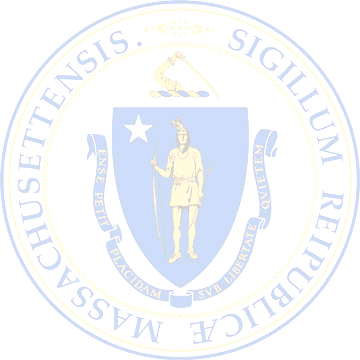 SIGILLUM REIPUBLICÆ MASSACHUSETTENSIS.
ENSE PETIT
PLACIDAM
SVB LIBERTATE
QVIETEM